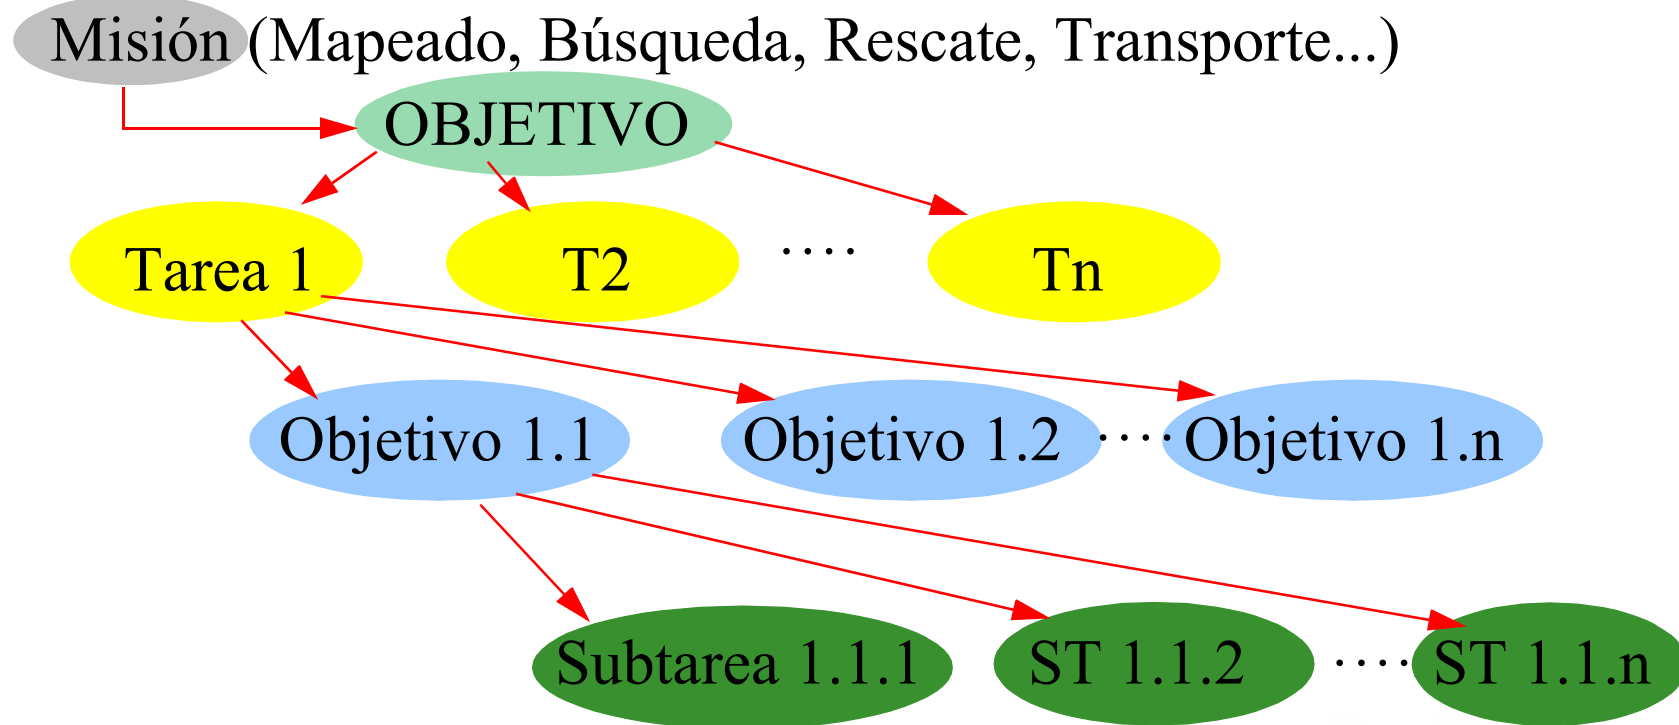 Misión (Mapeado, Búsqueda, Rescate, Transporte...)
OBJETIVO
Tarea 1 T2 .... Tn
Objetivo 1.1 Objetivo 1.2 .... Objetivo 1.n
Subtarea 1.1.1 ST 1.1.2 .... ST 1.1.n